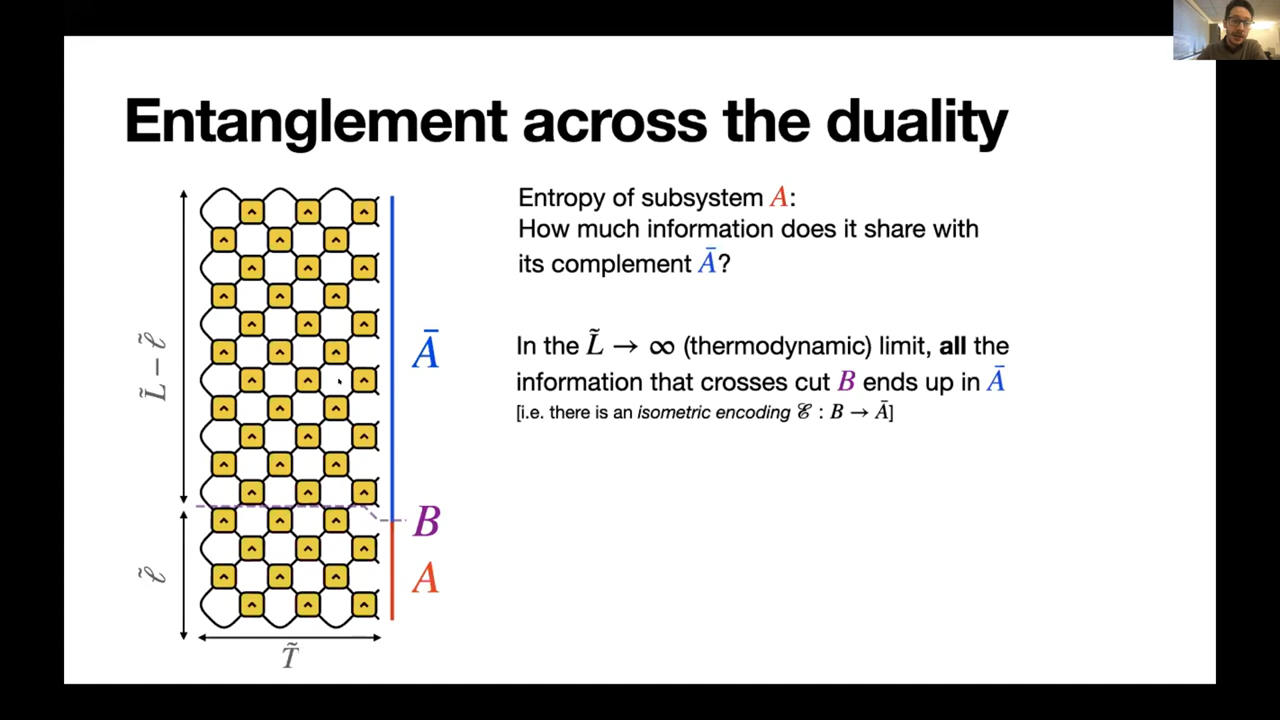 Entanglement across the duality
Entropy of subsystem A:
How much information does it share with
its complement Ā?
In the L̃ → ∞ (thermodynamic) limit, all the
information that crosses cut B ends up in Ā
[i.e. there is an isometric encoding ℰ : B → Ā]
L̃ − ℓ̃
Ā
B
ℓ̃
A
T̃